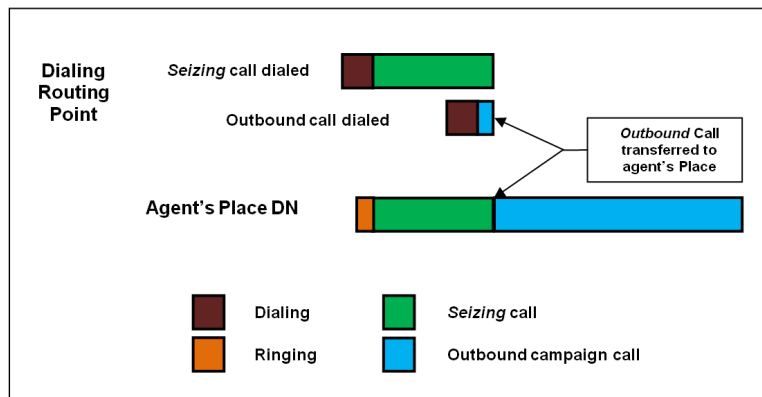 Dialing
Routing
Point
Seizing call dialed
Outbound call dialed
Outbound Call
transferred to
agent's Place
Agent's Place DN
Dialing
Seizing call
Ringing
Outbound campaign call